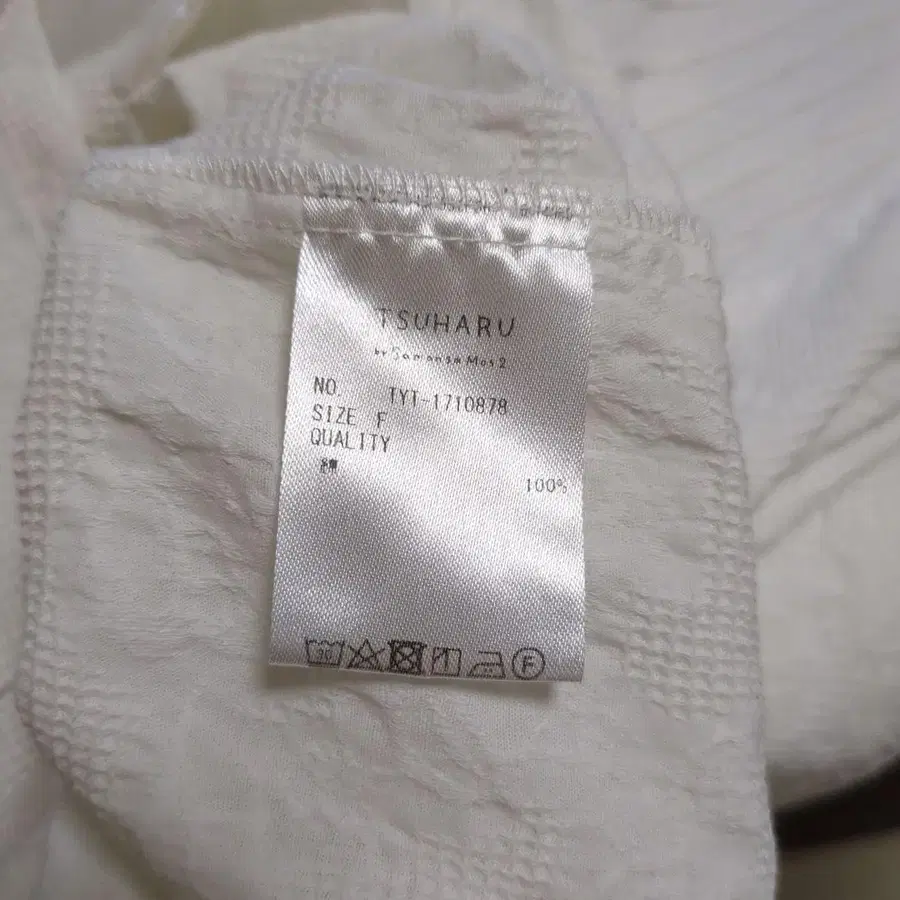 TSUHARU
by Samansa Mos2
NO. TYT-1710878
SIZE F
QUALITY
綿 100%
F